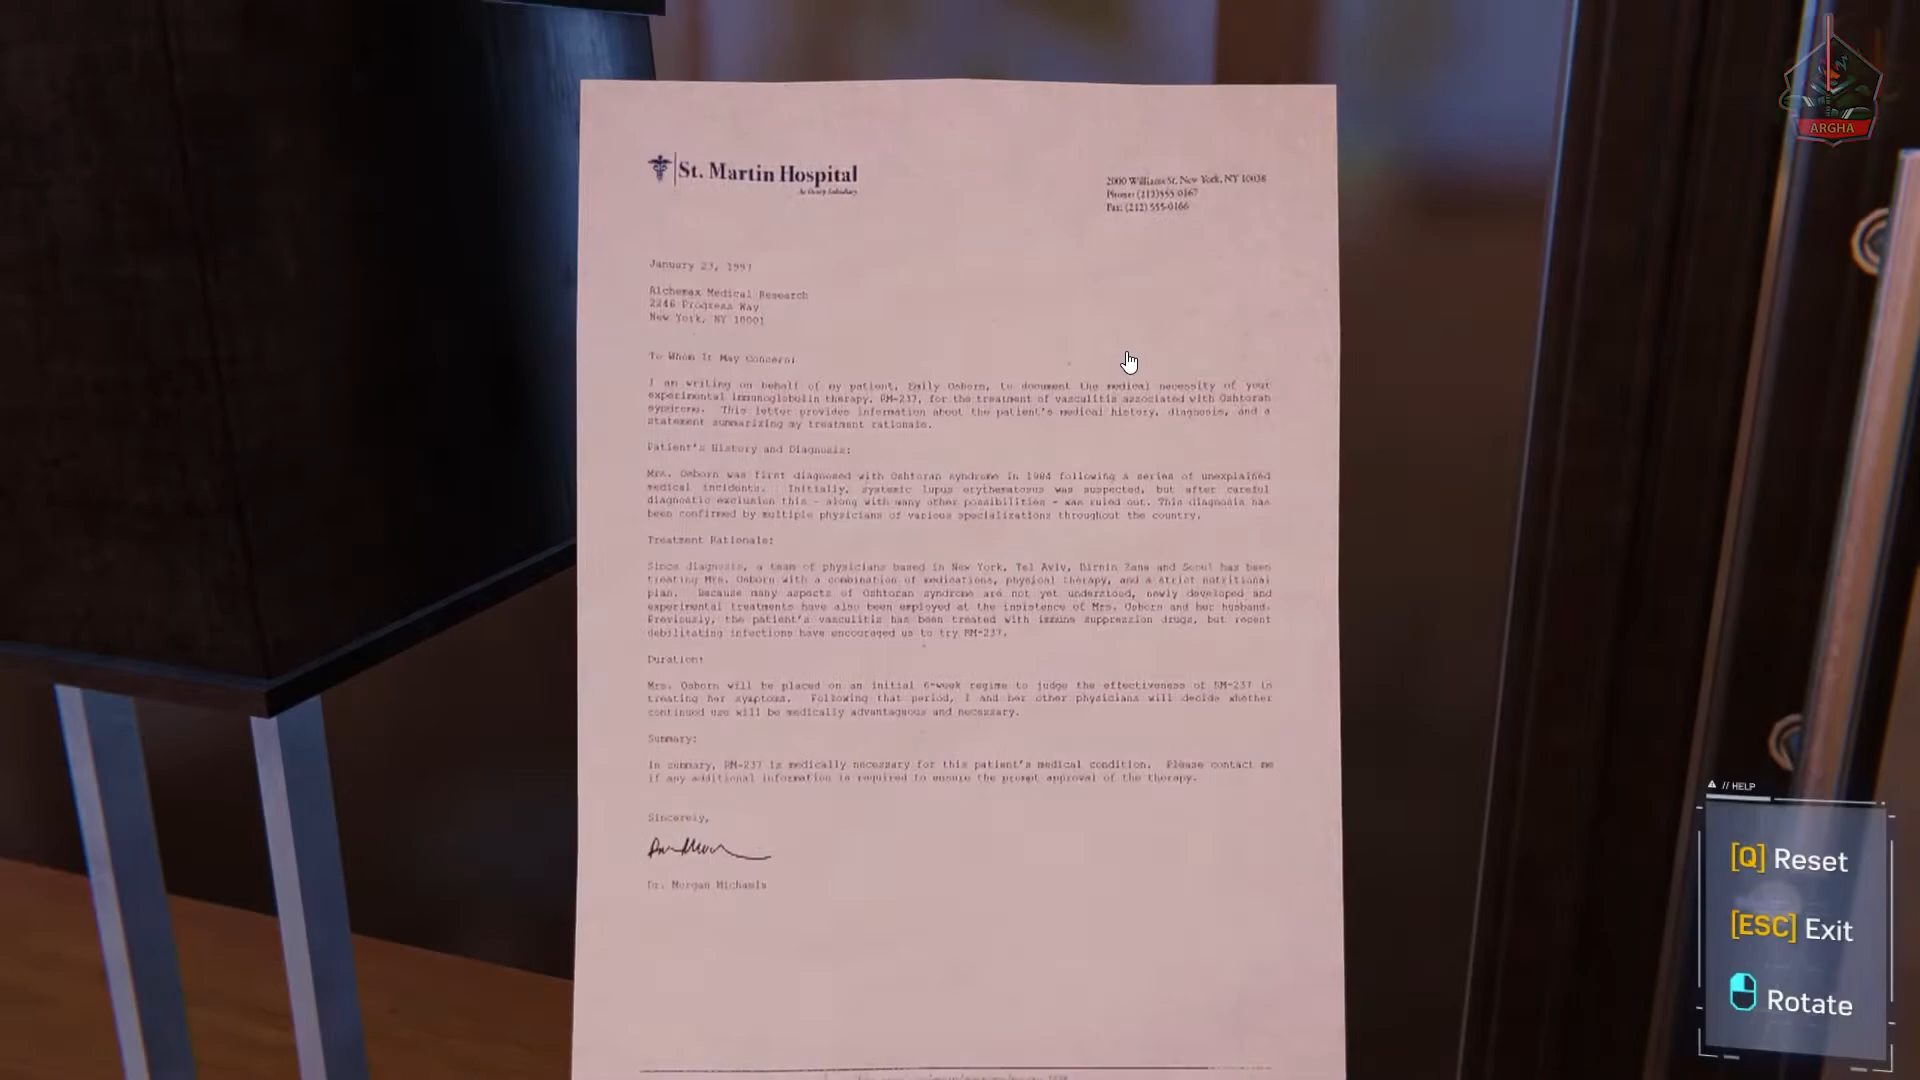 ARGHA
St. Martin Hospital
2000 Williams St. New York, NY 10038
Phone: (212)555-0167
Fax: (212) 555-0166
January 23, 1997
Alchemax Medical Research
2246 Progress Way
New York, NY 10001
To Whom It May Concern:
I am writing on behalf of my patient, Emily Osborn, to document the medical necessity of your
experimental immunoglobulin therapy, RM-237, for the treatment of vasculitis associated with Oshtoran
syndrome. This letter provides information about the patient's medical history, diagnosis, and a
statement summarizing my treatment rationale.
Patient's History and Diagnosis:
Mrs. Osborn was first diagnosed with Oshtoran syndrome in following a series of unexplained
medical incidents. Initially, systemic lupus erythematosus was suspected, but after careful
diagnostic exclusion this - along with many other possibilities - was ruled out. This diagnosis has
been confirmed by multiple physicians of various specializations throughout the country.
Treatment Rationale:
Since diagnosis, a team of physicians based in New York, Tel Aviv, Birnin Zana and Seoul has been
treating Mrs. Osborn with a combination of medications, physical therapy, and a strict nutritional
plan. Because many aspects of Oshtoran syndrome are not yet understood, newly developed and
experimental treatments have also been employed at the insistence of Mrs. Osborn and her husband.
Previously, the patient's vasculitis has been treated with immune suppression drugs, but recent
debilitating infections have encouraged us to try RM-237.
Duration:
Mrs. Osborn will be placed on an initial 6-week regime to judge the effectiveness of RM-237 in
treating her symptoms. Following that period, I and her other physicians will decide whether
continued use will be medically advantageous and necessary.
Summary:
In summary, RM-237 is medically necessary for this patient's medical condition. Please contact me
if any additional information is required to ensure the prompt approval of the therapy.
Sincerely,
Dr. Morgan Michaels
// HELP
[Q] Reset
[ESC] Exit
Rotate